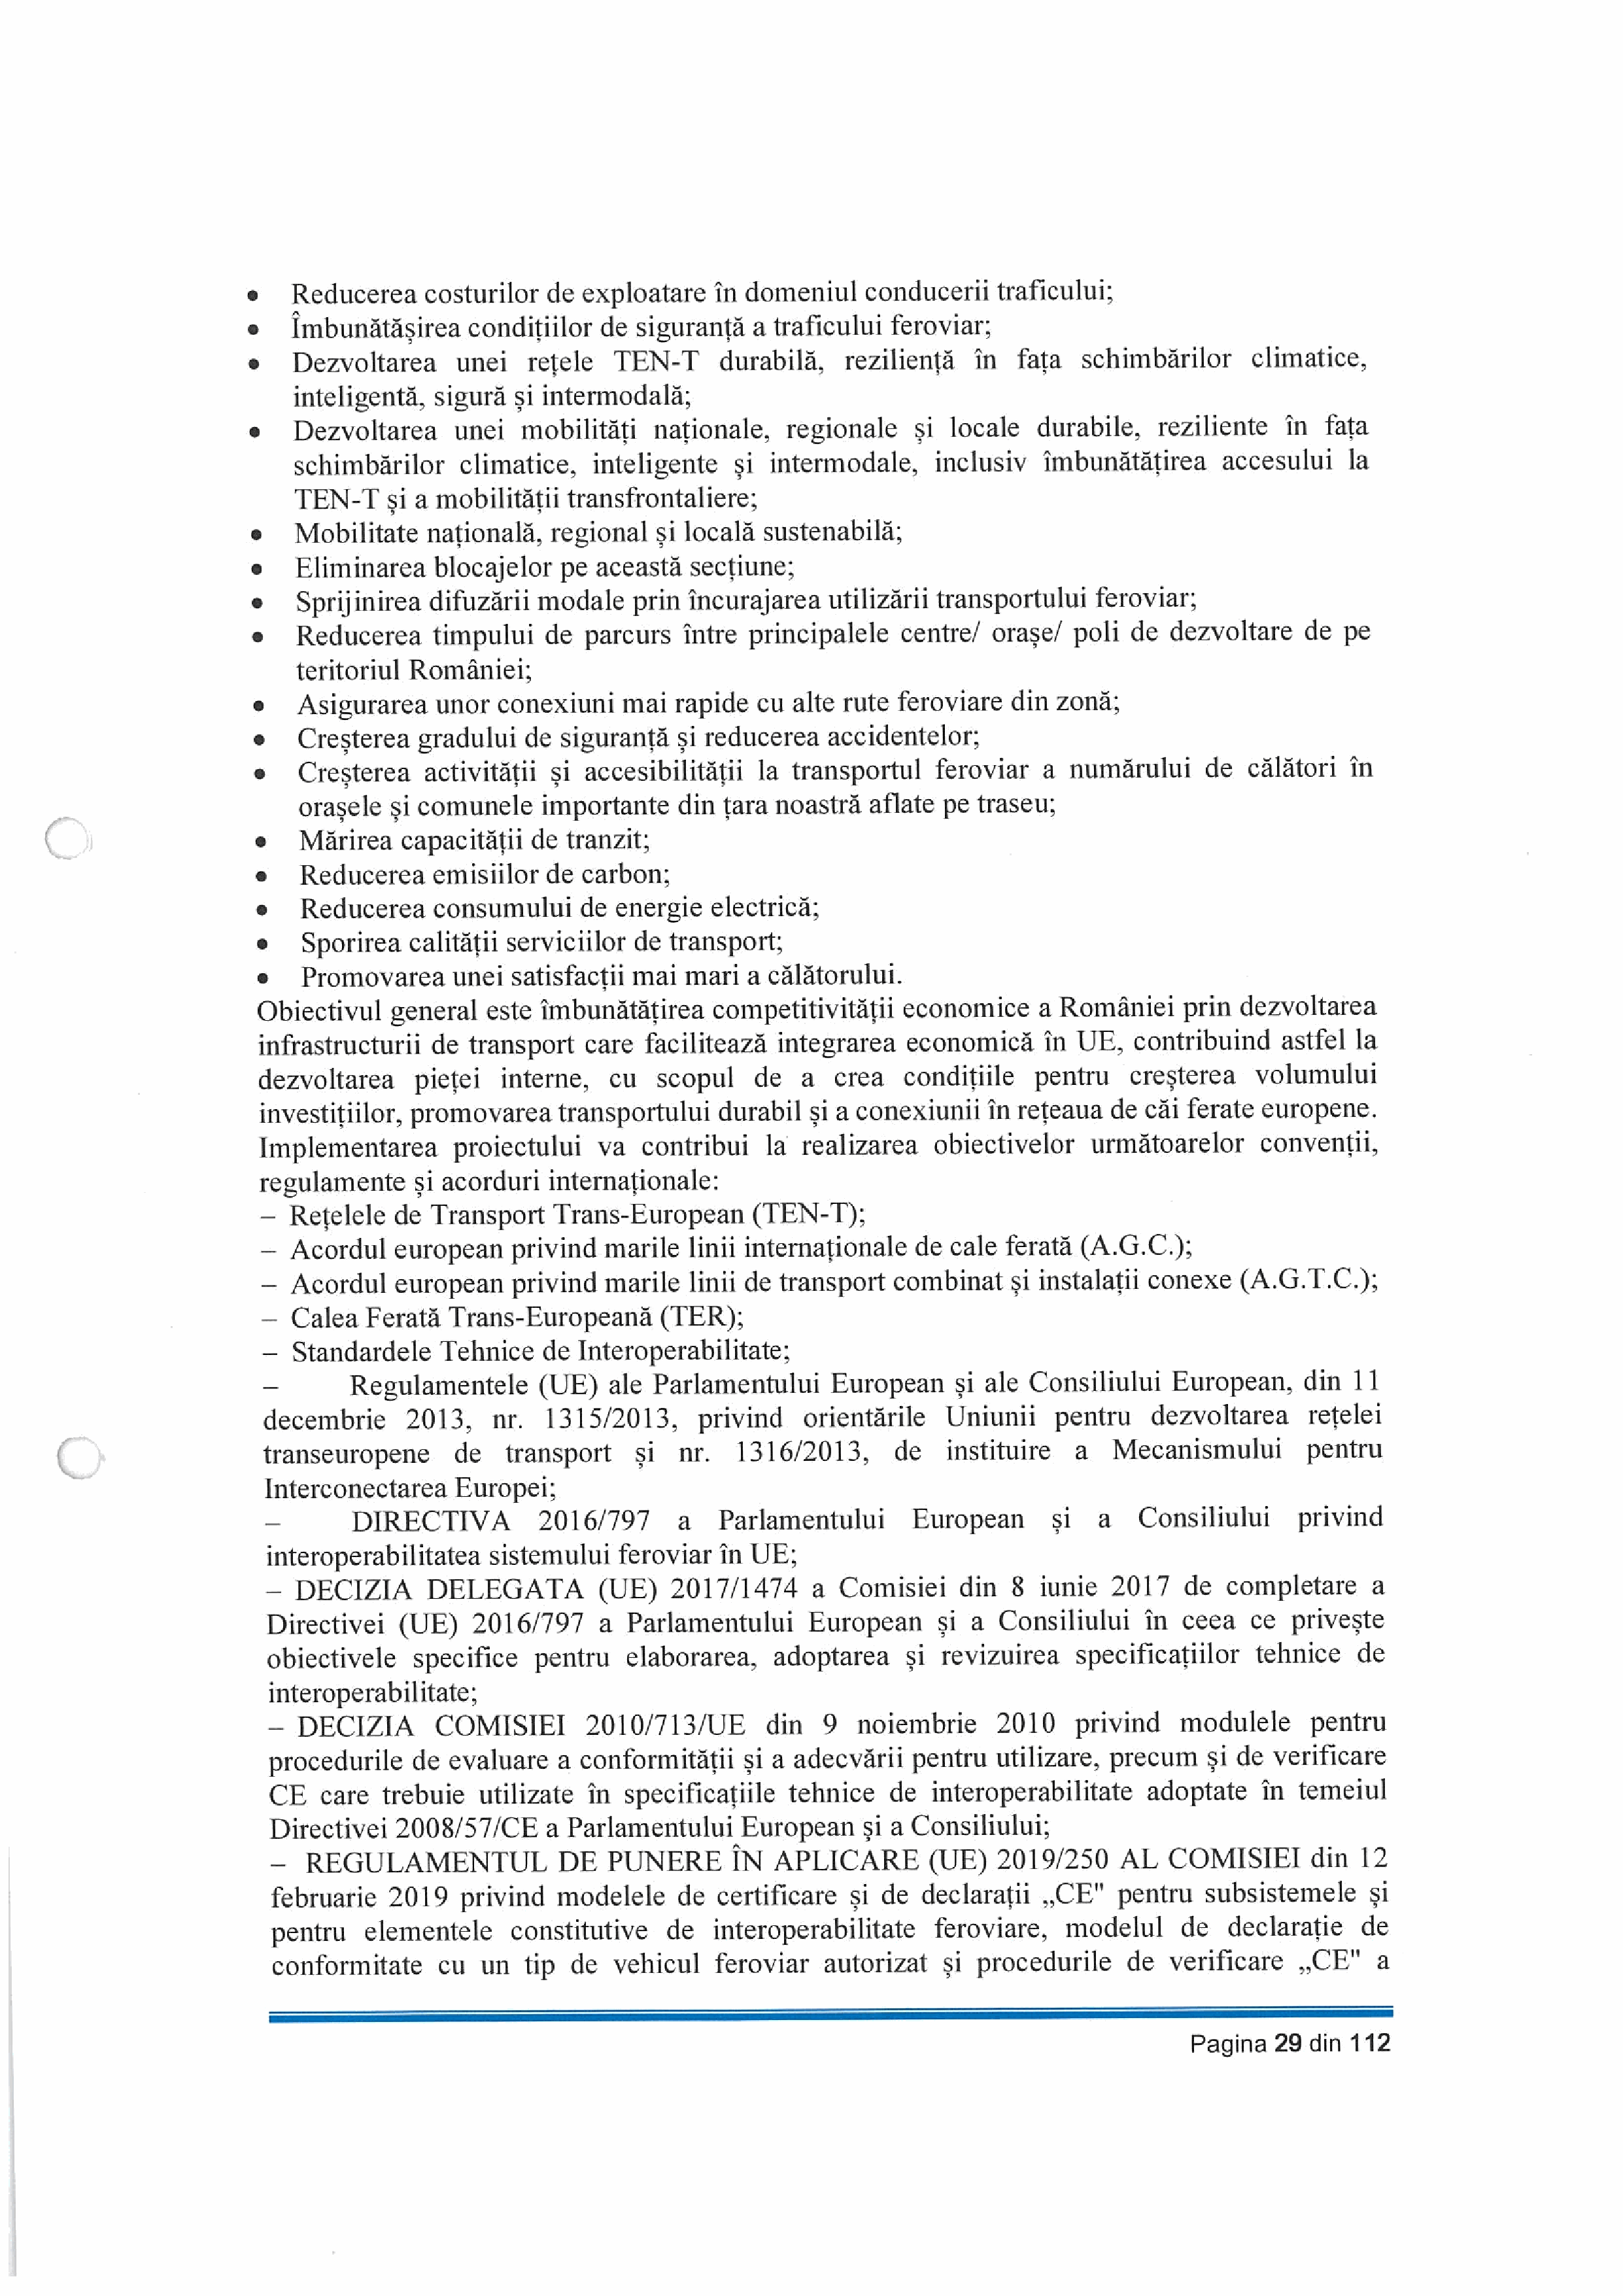 • Reducerea costurilor de exploatare în domeniul conducerii traficului;
• Îmbunătășirea condițiilor de siguranță a traficului feroviar;
• Dezvoltarea unei rețele TEN-T durabilă, reziliență în fața schimbărilor climatice,
inteligentă, sigură și intermodală;
• Dezvoltarea unei mobilități naționale, regionale și locale durabile, reziliente în fața
schimbărilor climatice, inteligente și intermodale, inclusiv îmbunătățirea accesului la
TEN-T și a mobilității transfrontaliere;
• Mobilitate națională, regional și locală sustenabilă;
• Eliminarea blocajelor pe această secțiune;
• Sprijinirea difuzării modale prin încurajarea utilizării transportului feroviar;
• Reducerea timpului de parcurs între principalele centre/ orașe/ poli de dezvoltare de pe
teritoriul României;
• Asigurarea unor conexiuni mai rapide cu alte rute feroviare din zonă;
• Creșterea gradului de siguranță și reducerea accidentelor;
• Creșterea activității și accesibilității la transportul feroviar a numărului de călători în
orașele și comunele importante din țara noastră aflate pe traseu;
• Mărirea capacității de tranzit;
• Reducerea emisiilor de carbon;
• Reducerea consumului de energie electrică;
• Sporirea calității serviciilor de transport;
• Promovarea unei satisfacții mai mari a călătorului.
Obiectivul general este îmbunătățirea competitivității economice a României prin dezvoltarea
infrastructurii de transport care facilitează integrarea economică în UE, contribuind astfel la
dezvoltarea pieței interne, cu scopul de a crea condițiile pentru creșterea volumului
investițiilor, promovarea transportului durabil și a conexiunii în rețeaua de căi ferate europene.
Implementarea proiectului va contribui la realizarea obiectivelor următoarelor convenții,
regulamente și acorduri internaționale:
– Rețelele de Transport Trans-European (TEN-T);
– Acordul european privind marile linii internaționale de cale ferată (A.G.C.);
– Acordul european privind marile linii de transport combinat și instalații conexe (A.G.T.C.);
– Calea Ferată Trans-Europeană (TER);
– Standardele Tehnice de Interoperabilitate;
– Regulamentele (UE) ale Parlamentului European și ale Consiliului European, din 11
decembrie 2013, nr. 1315/2013, privind orientările Uniunii pentru dezvoltarea rețelei
transeuropene de transport și nr. 1316/2013, de instituire a Mecanismului pentru
Interconectarea Europei;
– DIRECTIVA 2016/797 a Parlamentului European și a Consiliului privind
interoperabilitatea sistemului feroviar în UE;
– DECIZIA DELEGATA (UE) 2017/1474 a Comisiei din 8 iunie 2017 de completare a
Directivei (UE) 2016/797 a Parlamentului European și a Consiliului în ceea ce privește
obiectivele specifice pentru elaborarea, adoptarea și revizuirea specificațiilor tehnice de
interoperabilitate;
– DECIZIA COMISIEI 2010/713/UE din 9 noiembrie 2010 privind modulele pentru
procedurile de evaluare a conformității și a adecvării pentru utilizare, precum și de verificare
CE care trebuie utilizate în specificațiile tehnice de interoperabilitate adoptate în temeiul
Directivei 2008/57/CE a Parlamentului European și a Consiliului;
– REGULAMENTUL DE PUNERE ÎN APLICARE (UE) 2019/250 AL COMISIEI din 12
februarie 2019 privind modelele de certificare și de declarații „CE" pentru subsistemele și
pentru elementele constitutive de interoperabilitate feroviare, modelul de declarație de
conformitate cu un tip de vehicul feroviar autorizat și procedurile de verificare „CE" a
Pagina 29 din 112